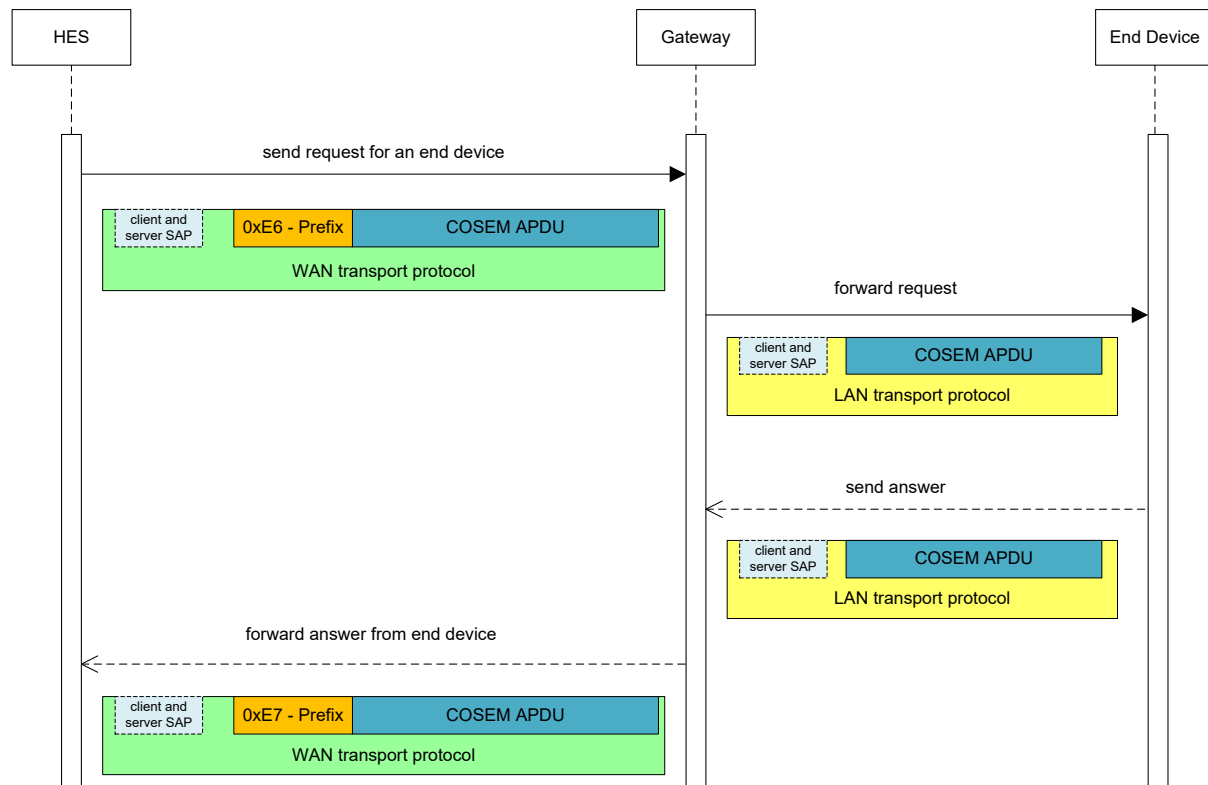 HES
Gateway
End Device
send request for an end device
client and
server SAP
0xE6 - Prefix
COSEM APDU
WAN transport protocol
forward request
client and
server SAP
COSEM APDU
LAN transport protocol
send answer
client and
server SAP
COSEM APDU
LAN transport protocol
forward answer from end device
client and
server SAP
0xE7 - Prefix
COSEM APDU
WAN transport protocol